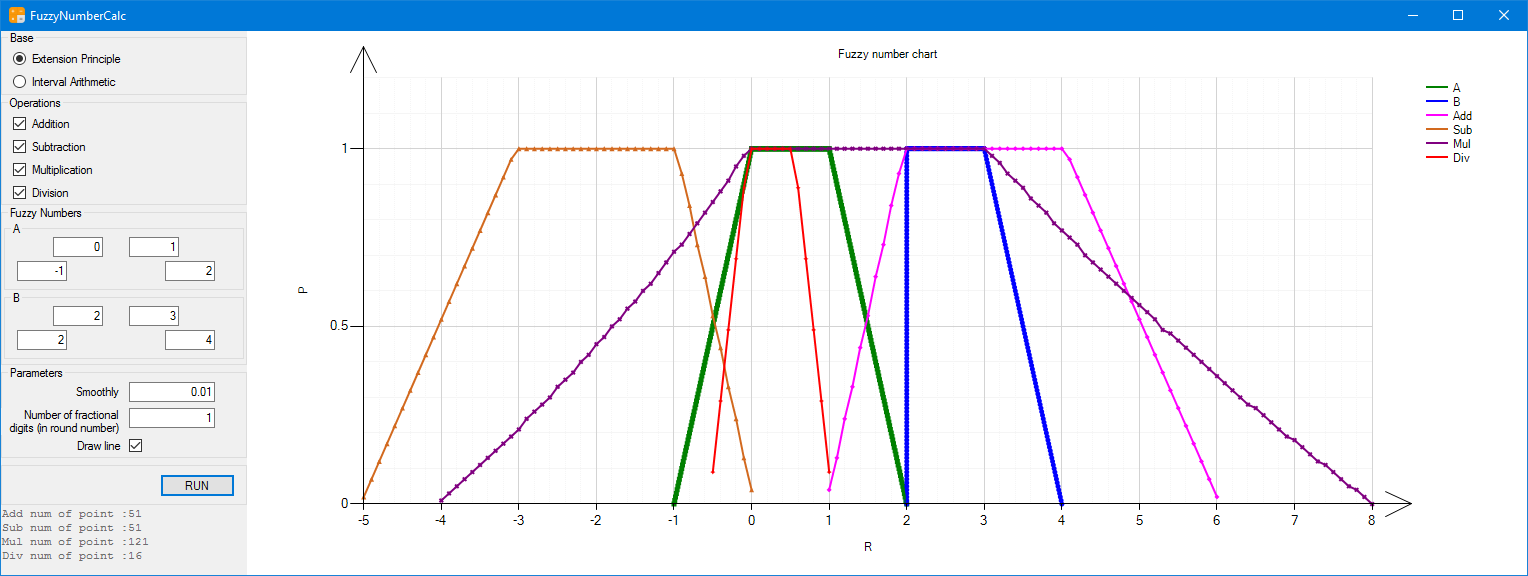 FuzzyNumberCalc
Base
Extension Principle
Interval Arithmetic
Operations
Addition
Subtraction
Multiplication
Division
Fuzzy Numbers
A
0 1
-1 2
B
2 3
2 4
Parameters
Smoothly 0.01
Number of fractional
digits (in round number) 1
Draw line
RUN
Add num of point :51
Sub num of point :51
Mul num of point :121
Div num of point :16
Fuzzy number chart
1
0.5
0
P
-5 -4 -3 -2 -1 0 1 2 3 4 5 6 7 8
R
A
B
Add
Sub
Mul
Div